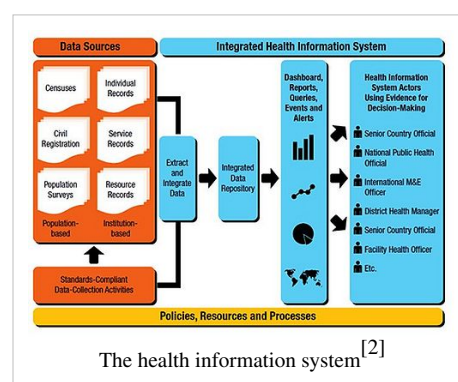 Data Sources
Integrated Health Information System
Censuses
Individual
Records
Civil
Registration
Service
Records
Population
Surveys
Resource
Records
Population-
based
Institution-
based
Standards-Compliant
Data-Collection Activities
Extract
and
Integrate
Data
Integrated
Data
Repository
Dashboard,
Reports,
Queries,
Events and
Alerts
Health Information
System Actors
Using Evidence for
Decision-Making
Senior Country Official
National Public Health
Official
International M&E
Officer
District Health Manager
Senior Country Official
Facility Health Officer
Etc.
Policies, Resources and Processes
The health information system[2]